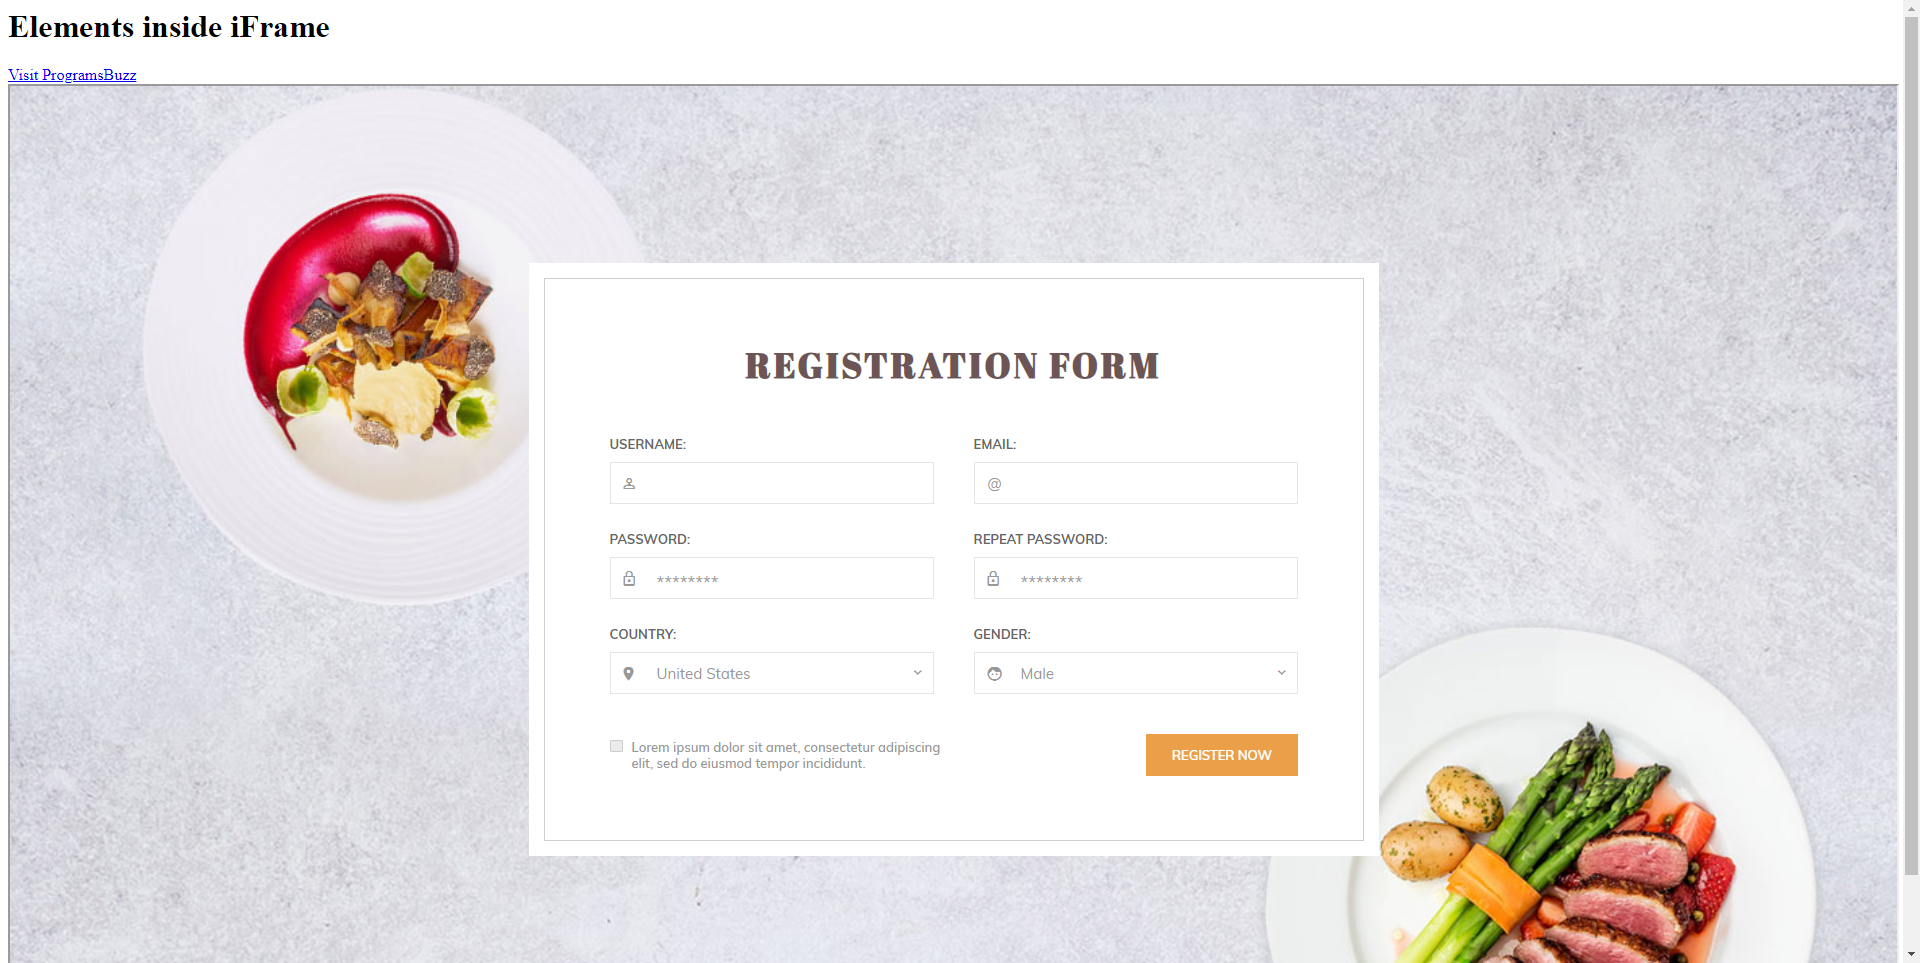 Elements inside iFrame
Visit ProgramsBuzz
REGISTRATION FORM
USERNAME:
EMAIL:
@
PASSWORD:
REPEAT PASSWORD:
********
********
COUNTRY:
GENDER:
United States
Male
Lorem ipsum dolor sit amet, consectetur adipiscing
elit, sed do eiusmod tempor incididunt.
REGISTER NOW